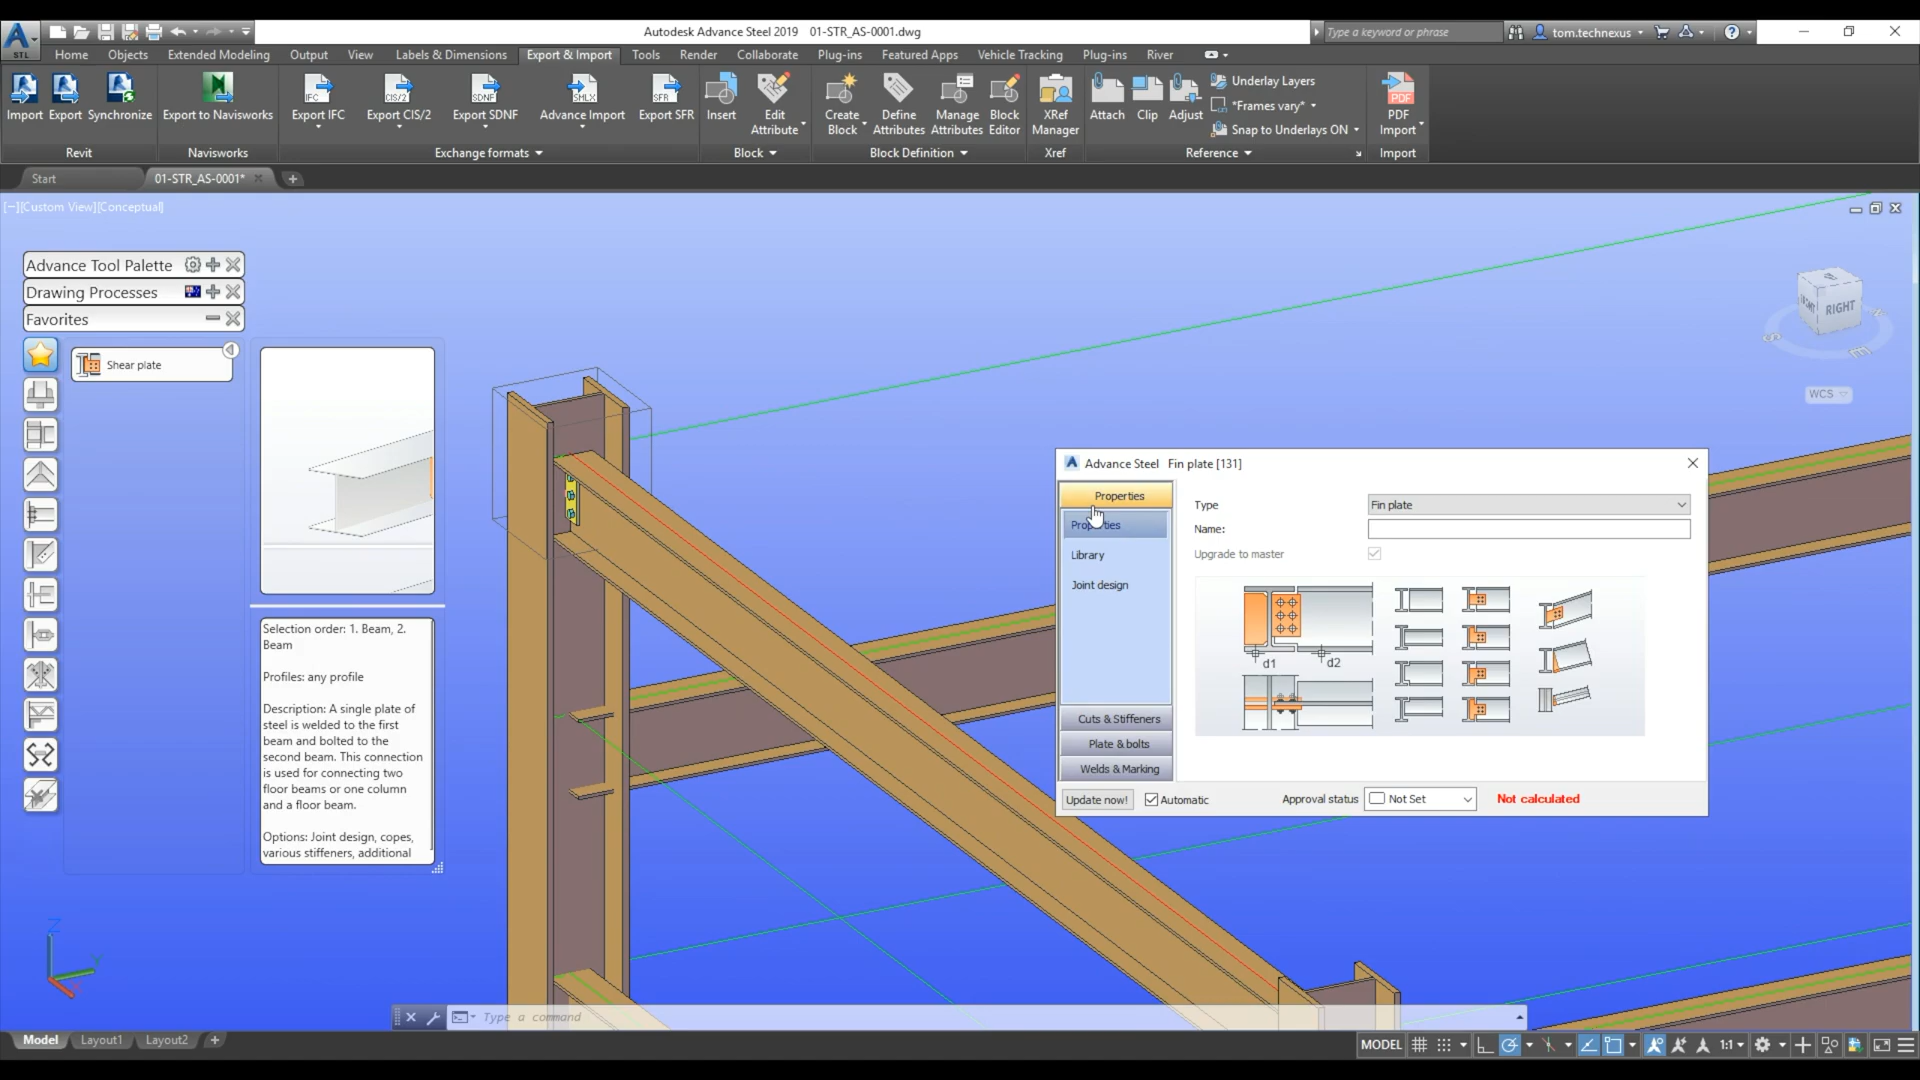 Autodesk Advance Steel 2019 01-STR_AS-0001.dwg
Type a keyword or phrase
tom.technexus
STL
Home Objects Extended Modeling Output View Labels & Dimensions Export & Import Tools Render Collaborate Plug-ins Featured Apps Vehicle Tracking Plug-ins River
Import Export Synchronize
Revit
Export to Navisworks
Navisworks
IFC
Export IFC
CIS/2
Export CIS/2
SDNF
Export SDNF
SMLX
Advance Import
SFR
Export SFR
Exchange formats
Insert
Edit
Attribute
Block
Create
Block
Define
Attributes
Manage
Attributes
Block
Editor
Block Definition
XRef
Manager
Xref
Attach Clip Adjust
Underlay Layers
*Frames vary*
Snap to Underlays ON
Reference
PDF
PDF
Import
Import
Start
01-STR_AS-0001*
[−][Custom View][Conceptual]
Advance Tool Palette
Drawing Processes
Favorites
Shear plate
Selection order: 1. Beam, 2.
Beam
Profiles: any profile
Description: A single plate of
steel is welded to the first
beam and bolted to the
second beam. This connection
is used for connecting two
floor beams or one column
and a floor beam.
Options: Joint design, copes,
various stiffeners, additional
RIGHT
WCS
Advance Steel Fin plate [131]
Properties
Properties
Library
Joint design
Cuts & Stiffeners
Plate & bolts
Welds & Marking
Type
Fin plate
Name:
Upgrade to master
d1
d2
Update now!
Automatic
Approval status
Not Set
Not calculated
Z
Y
Type a command
Model Layout1 Layout2
MODEL
1:1